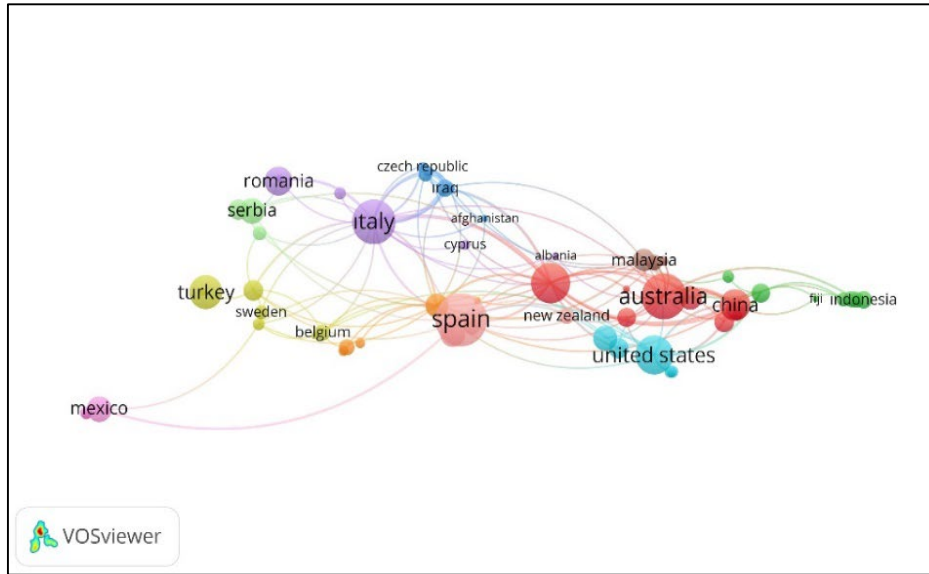 czech republic
romania
iraq
serbia
italy
afghanistan
cyprus
albania
malaysia
turkey
australia
fiji
indonesia
china
sweden
spain
new zealand
belgium
united states
mexico
VOSviewer